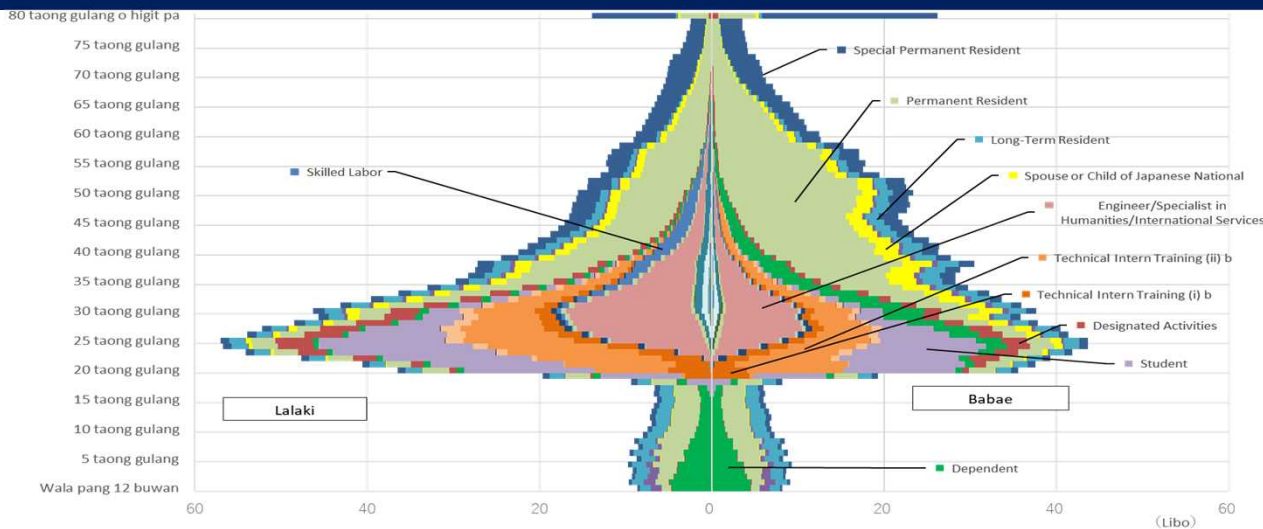 80 taong gulang o higit pa
75 taong gulang
70 taong gulang
65 taong gulang
60 taong gulang
55 taong gulang
50 taong gulang
45 taong gulang
40 taong gulang
35 taong gulang
30 taong gulang
25 taong gulang
20 taong gulang
15 taong gulang
10 taong gulang
5 taong gulang
Wala pang 12 buwan
Special Permanent Resident
Permanent Resident
Long-Term Resident
Skilled Labor
Spouse or Child of Japanese National
Engineer/Specialist in
Humanities/International Services
Technical Intern Training (ii) b
Technical Intern Training (i) b
Designated Activities
Student
Lalaki
Babae
Dependent
60 40 20 0 20 40 60
(Libo)